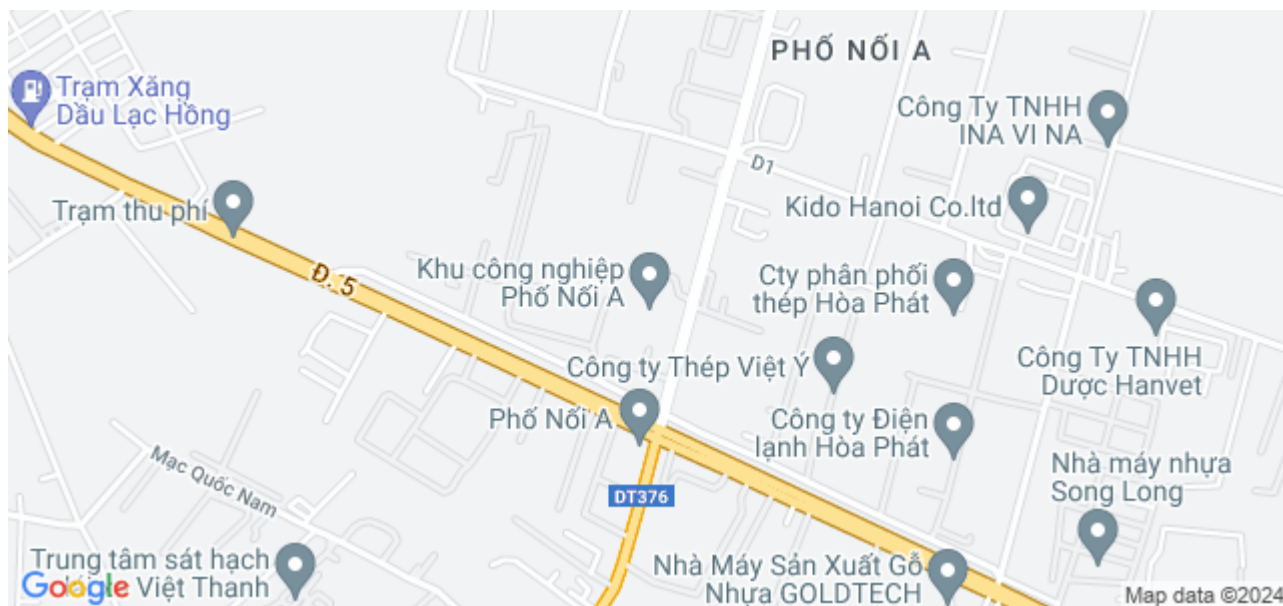 PHỐ NỐI A
Trạm Xăng
Dầu Lạc Hồng
Công Ty TNHH
INA VI NA
D1
Trạm thu phí
Kido Hanoi Co.ltd
Đ. 5
Khu công nghiệp
Phố Nối A
Cty phân phối
thép Hòa Phát
Công ty Thép Việt Ý
Công Ty TNHH
Dược Hanvet
Phố Nối A
Công ty Điện
lạnh Hòa Phát
Mạc Quốc Nam
DT376
Nhà máy nhựa
Song Long
Trung tâm sát hạch
Việt Thanh
Google
Nhà Máy Sản Xuất Gỗ
Nhựa GOLDTECH
Map data ©2024